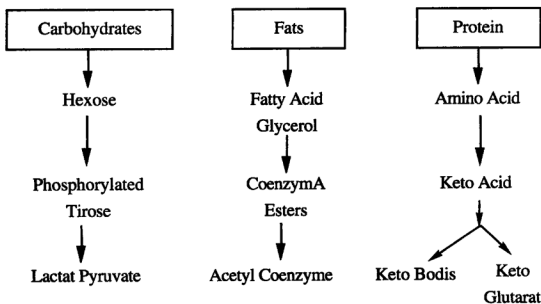 Carbohydrates
Fats
Protein
Hexose
Fatty Acid
Glycerol
Amino Acid
Phosphorylated
Tirose
CoenzymA
Esters
Keto Acid
Lactat Pyruvate
Acetyl Coenzyme
Keto Bodis
Keto
Glutarat